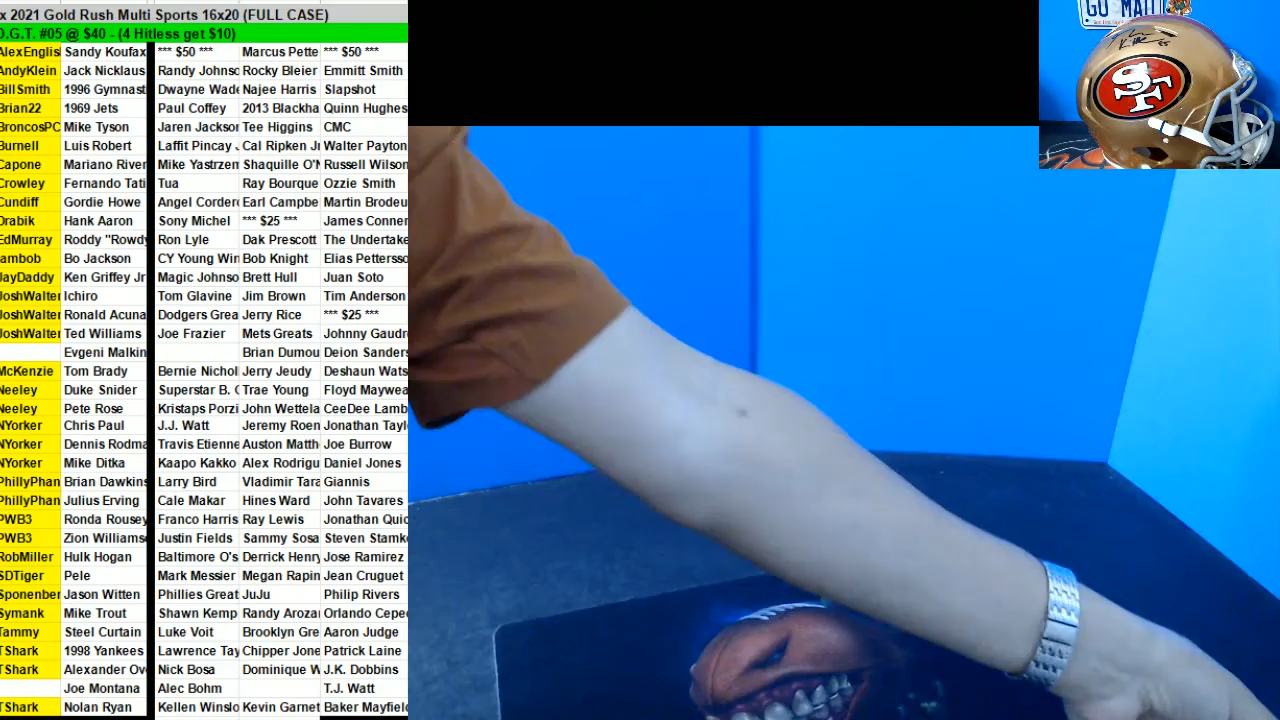 x 2021 Gold Rush Multi Sports 16x20 (FULL CASE)
D.G.T. #05 @ $40 - (4 Hitless get $10)
AlexEnglis Sandy Koufax *** $50 *** Marcus Pette *** $50 ***
AndyKlein Jack Nicklaus Randy Johnso Rocky Bleier Emmitt Smith
BillSmith 1996 Gymnast Dwayne Wade Najee Harris Slapshot
Brian22 1969 Jets Paul Coffey 2013 Blackha Quinn Hughes
BroncosPC Mike Tyson Jaren Jackson Tee Higgins CMC
Burnell Luis Robert Laffit Pincay J Cal Ripken Jr Walter Payton
Capone Mariano River Mike Yastrzem Shaquille O'N Russell Wilson
Crowley Fernando Tati Tua Ray Bourque Ozzie Smith
Cundiff Gordie Howe Angel Cordero Earl Campbe Martin Brodeu
Drabik Hank Aaron Sony Michel *** $25 *** James Conner
EdMurray Roddy "Rowdy Ron Lyle Dak Prescott The Undertake
iambob Bo Jackson CY Young Win Bob Knight Elias Pettersso
JayDaddy Ken Griffey Jr Magic Johnso Brett Hull Juan Soto
JoshWalter Ichiro Tom Glavine Jim Brown Tim Anderson
JoshWalter Ronald Acuna Dodgers Grea Jerry Rice *** $25 ***
JoshWalter Ted Williams Joe Frazier Mets Greats Johnny Gaudr
Evgeni Malkin Brian Dumou Deion Sanders
McKenzie Tom Brady Bernie Nichol Jerry Jeudy Deshaun Wats
Neeley Duke Snider Superstar B. G Trae Young Floyd Maywea
Neeley Pete Rose Kristaps Porzi John Wettela CeeDee Lamb
NYorker Chris Paul J.J. Watt Jeremy Roen Jonathan Tayl
NYorker Dennis Rodma Travis Etienne Auston Matth Joe Burrow
NYorker Mike Ditka Kaapo Kakko Alex Rodrigu Daniel Jones
PhillyPhan Brian Dawkins Larry Bird Vladimir Tara Giannis
PhillyPhan Julius Erving Cale Makar Hines Ward John Tavares
PWB3 Ronda Rousey Franco Harris Ray Lewis Jonathan Quic
PWB3 Zion Williams Justin Fields Sammy Sosa Steven Stamk
RobMiller Hulk Hogan Baltimore O's Derrick Henry Jose Ramirez
SDTiger Pele Mark Messier Megan Rapin Jean Cruguet
Sponenber Jason Witten Phillies Great JuJu Philip Rivers
Symank Mike Trout Shawn Kemp Randy Aroza Orlando Cepe
Tammy Steel Curtain Luke Voit Brooklyn Gre Aaron Judge
TShark 1998 Yankees Lawrence Tay Chipper Jone Patrick Laine
TShark Alexander Ov Nick Bosa Dominique W J.K. Dobbins
Joe Montana Alec Bohm T.J. Watt
TShark Nolan Ryan Kellen Winslo Kevin Garnet Baker Mayfield
GO MATT
SF